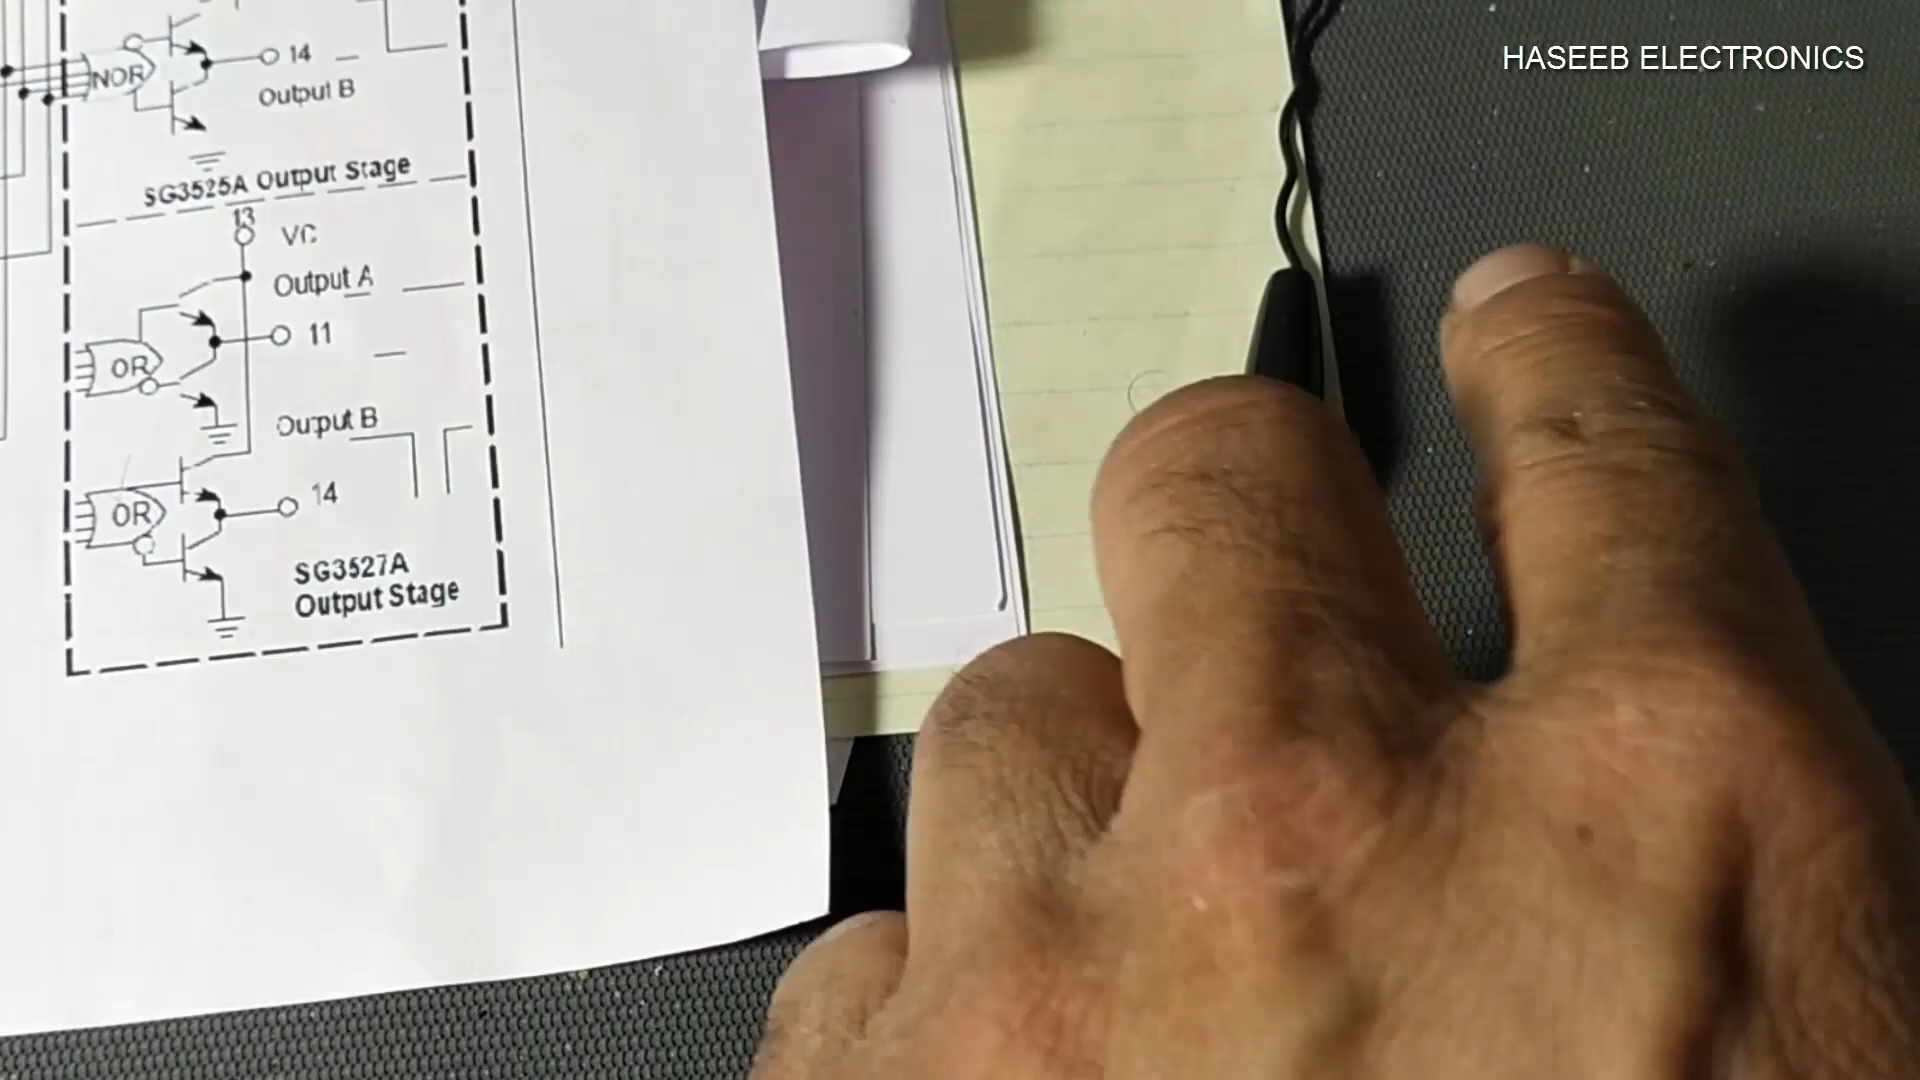 HASEEB ELECTRONICS
NOR
14
Output B
SG3525A Output Stage
13
VC
Output A
11
OR
Output B
14
OR
SG3527A
Output Stage